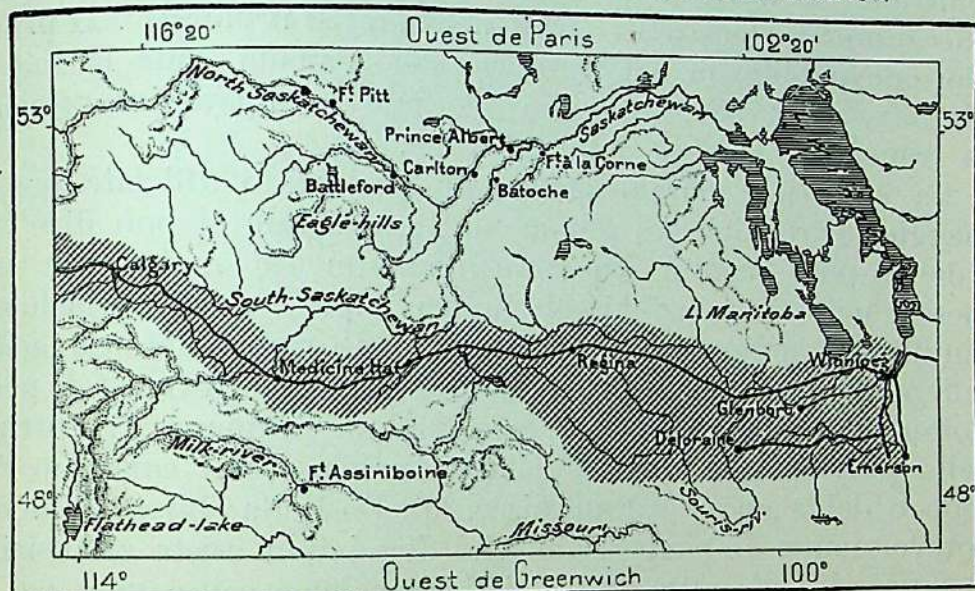 116°20' Ouest de Paris 102°20'
North Saskatchewan
Ft Pitt
53° 53°
Prince Albert
Saskatchewan
Carlton
Ft à la Corne
Battleford
Batoche
Eagle-hills
Calgary
South-Saskatchewan
L. Manitoba
Medicine Hat
Regina
Winnipeg
Glenbort
Deloraine
Milk-river
Ft Assiniboine
Emerson
48° 48°
Souris riv.
Flathead-lake
Missouri
114° Ouest de Greenwich 100°